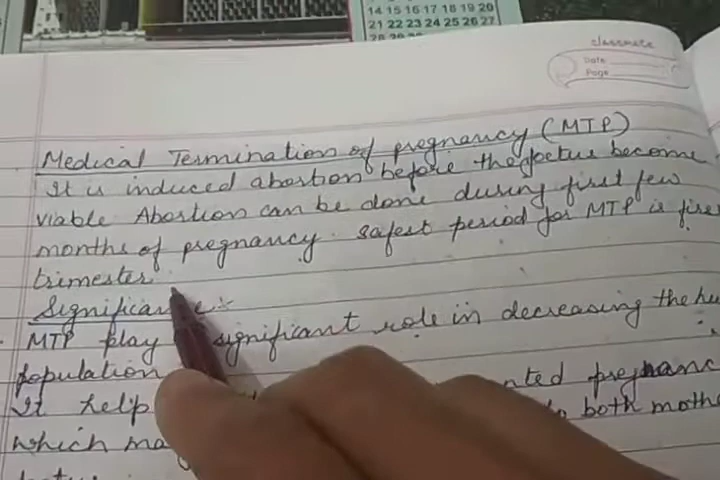 14 15 16 17 18 19 20
21 22 23 24 25 26 27
28 29 30
classmate
Date
Page
Medical Termination of pregnancy (MTP)
It is induced abortion before the foetus become
viable Abortion can be done during first few
months of pregnancy. safest period for MTP is
trimester.
Significance :-
MTP play significant role in decreasing the
population
It help both
which